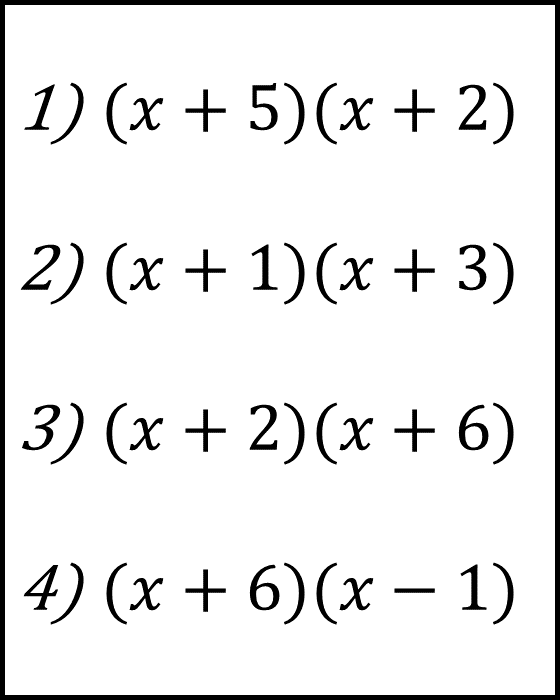 1) (x + 5)(x + 2)
2) (x + 1)(x + 3)
3) (x + 2)(x + 6)
4) (x + 6)(x − 1)